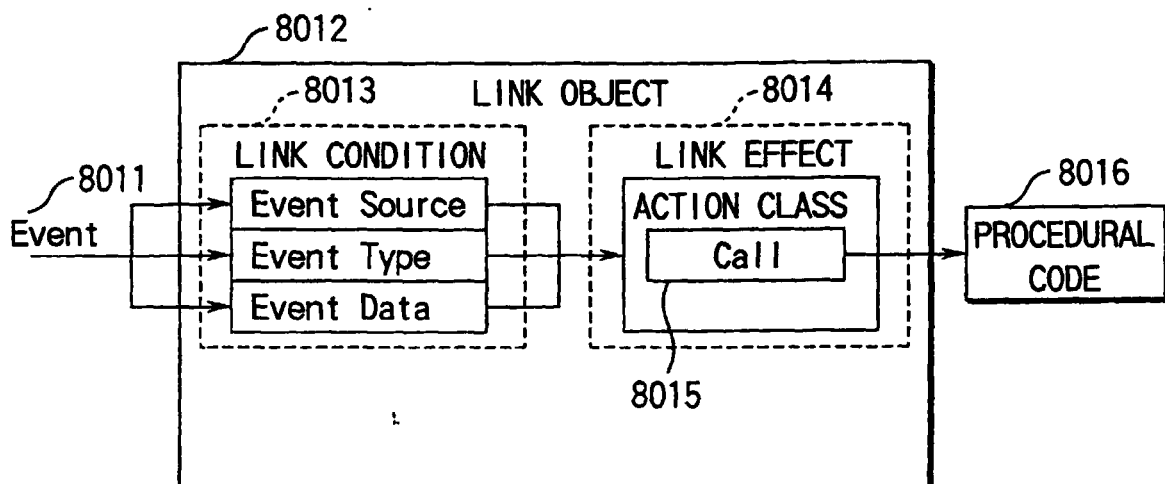 8012
8013
LINK OBJECT
8014
LINK CONDITION
LINK EFFECT
8011
Event
Event Source
Event Type
Event Data
ACTION CLASS
Call
8015
8016
PROCEDURAL
CODE